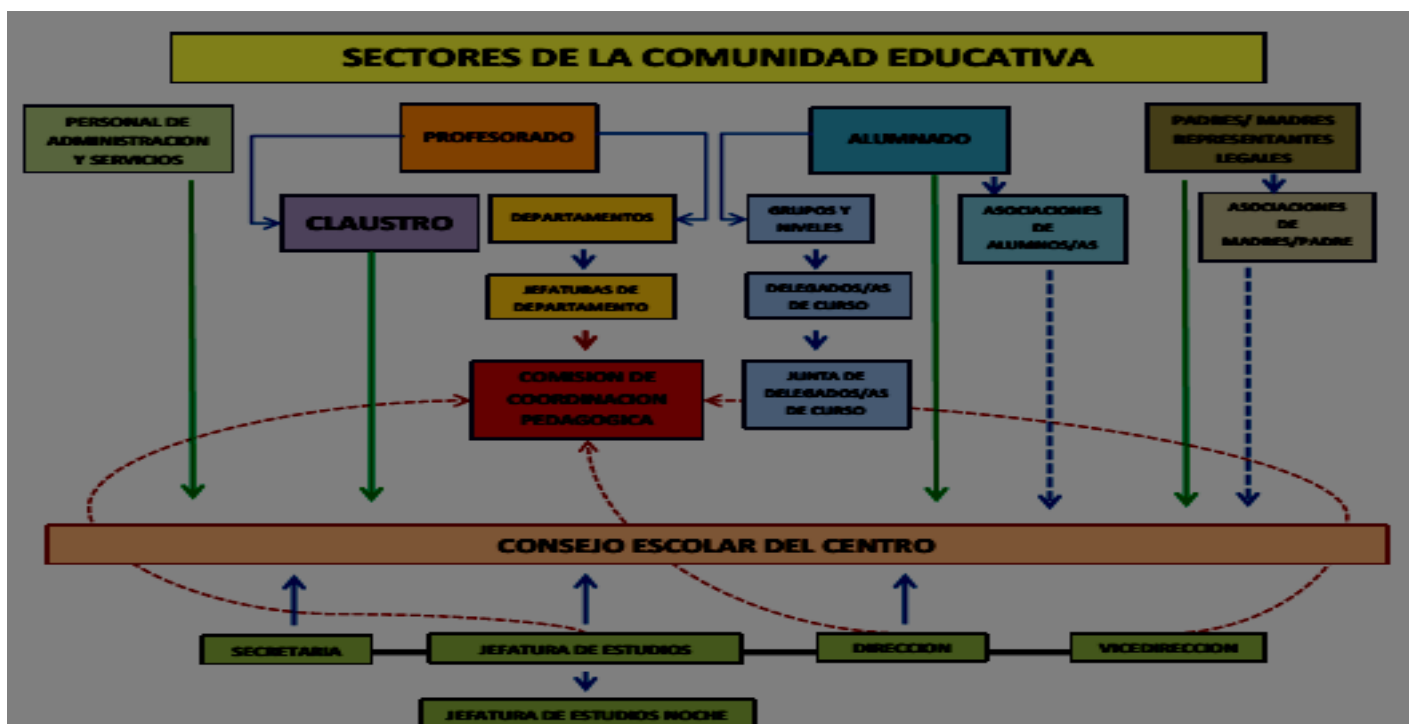 SECTORES DE LA COMUNIDAD EDUCATIVA
PERSONAL DE
ADMINISTRACION
Y SERVICIOS
PROFESORADO
ALUMNADO
PADRES/ MADRES
REPRESENTANTES
LEGALES
CLAUSTRO
DEPARTAMENTOS
GRUPOS Y
NIVELES
ASOCIACIONES
DE
ALUMNOS/AS
ASOCIACIONES
DE
MADRES/PADRE
JEFATURAS DE
DEPARTAMENTO
DELEGADOS/AS
DE CURSO
COMISION DE
COORDINACION
PEDAGOGICA
JUNTA DE
DELEGADOS/AS
DE CURSO
CONSEJO ESCOLAR DEL CENTRO
SECRETARIA
JEFATURA DE ESTUDIOS
DIRECCION
VICEDIRECCION
JEFATURA DE ESTUDIOS NOCHE